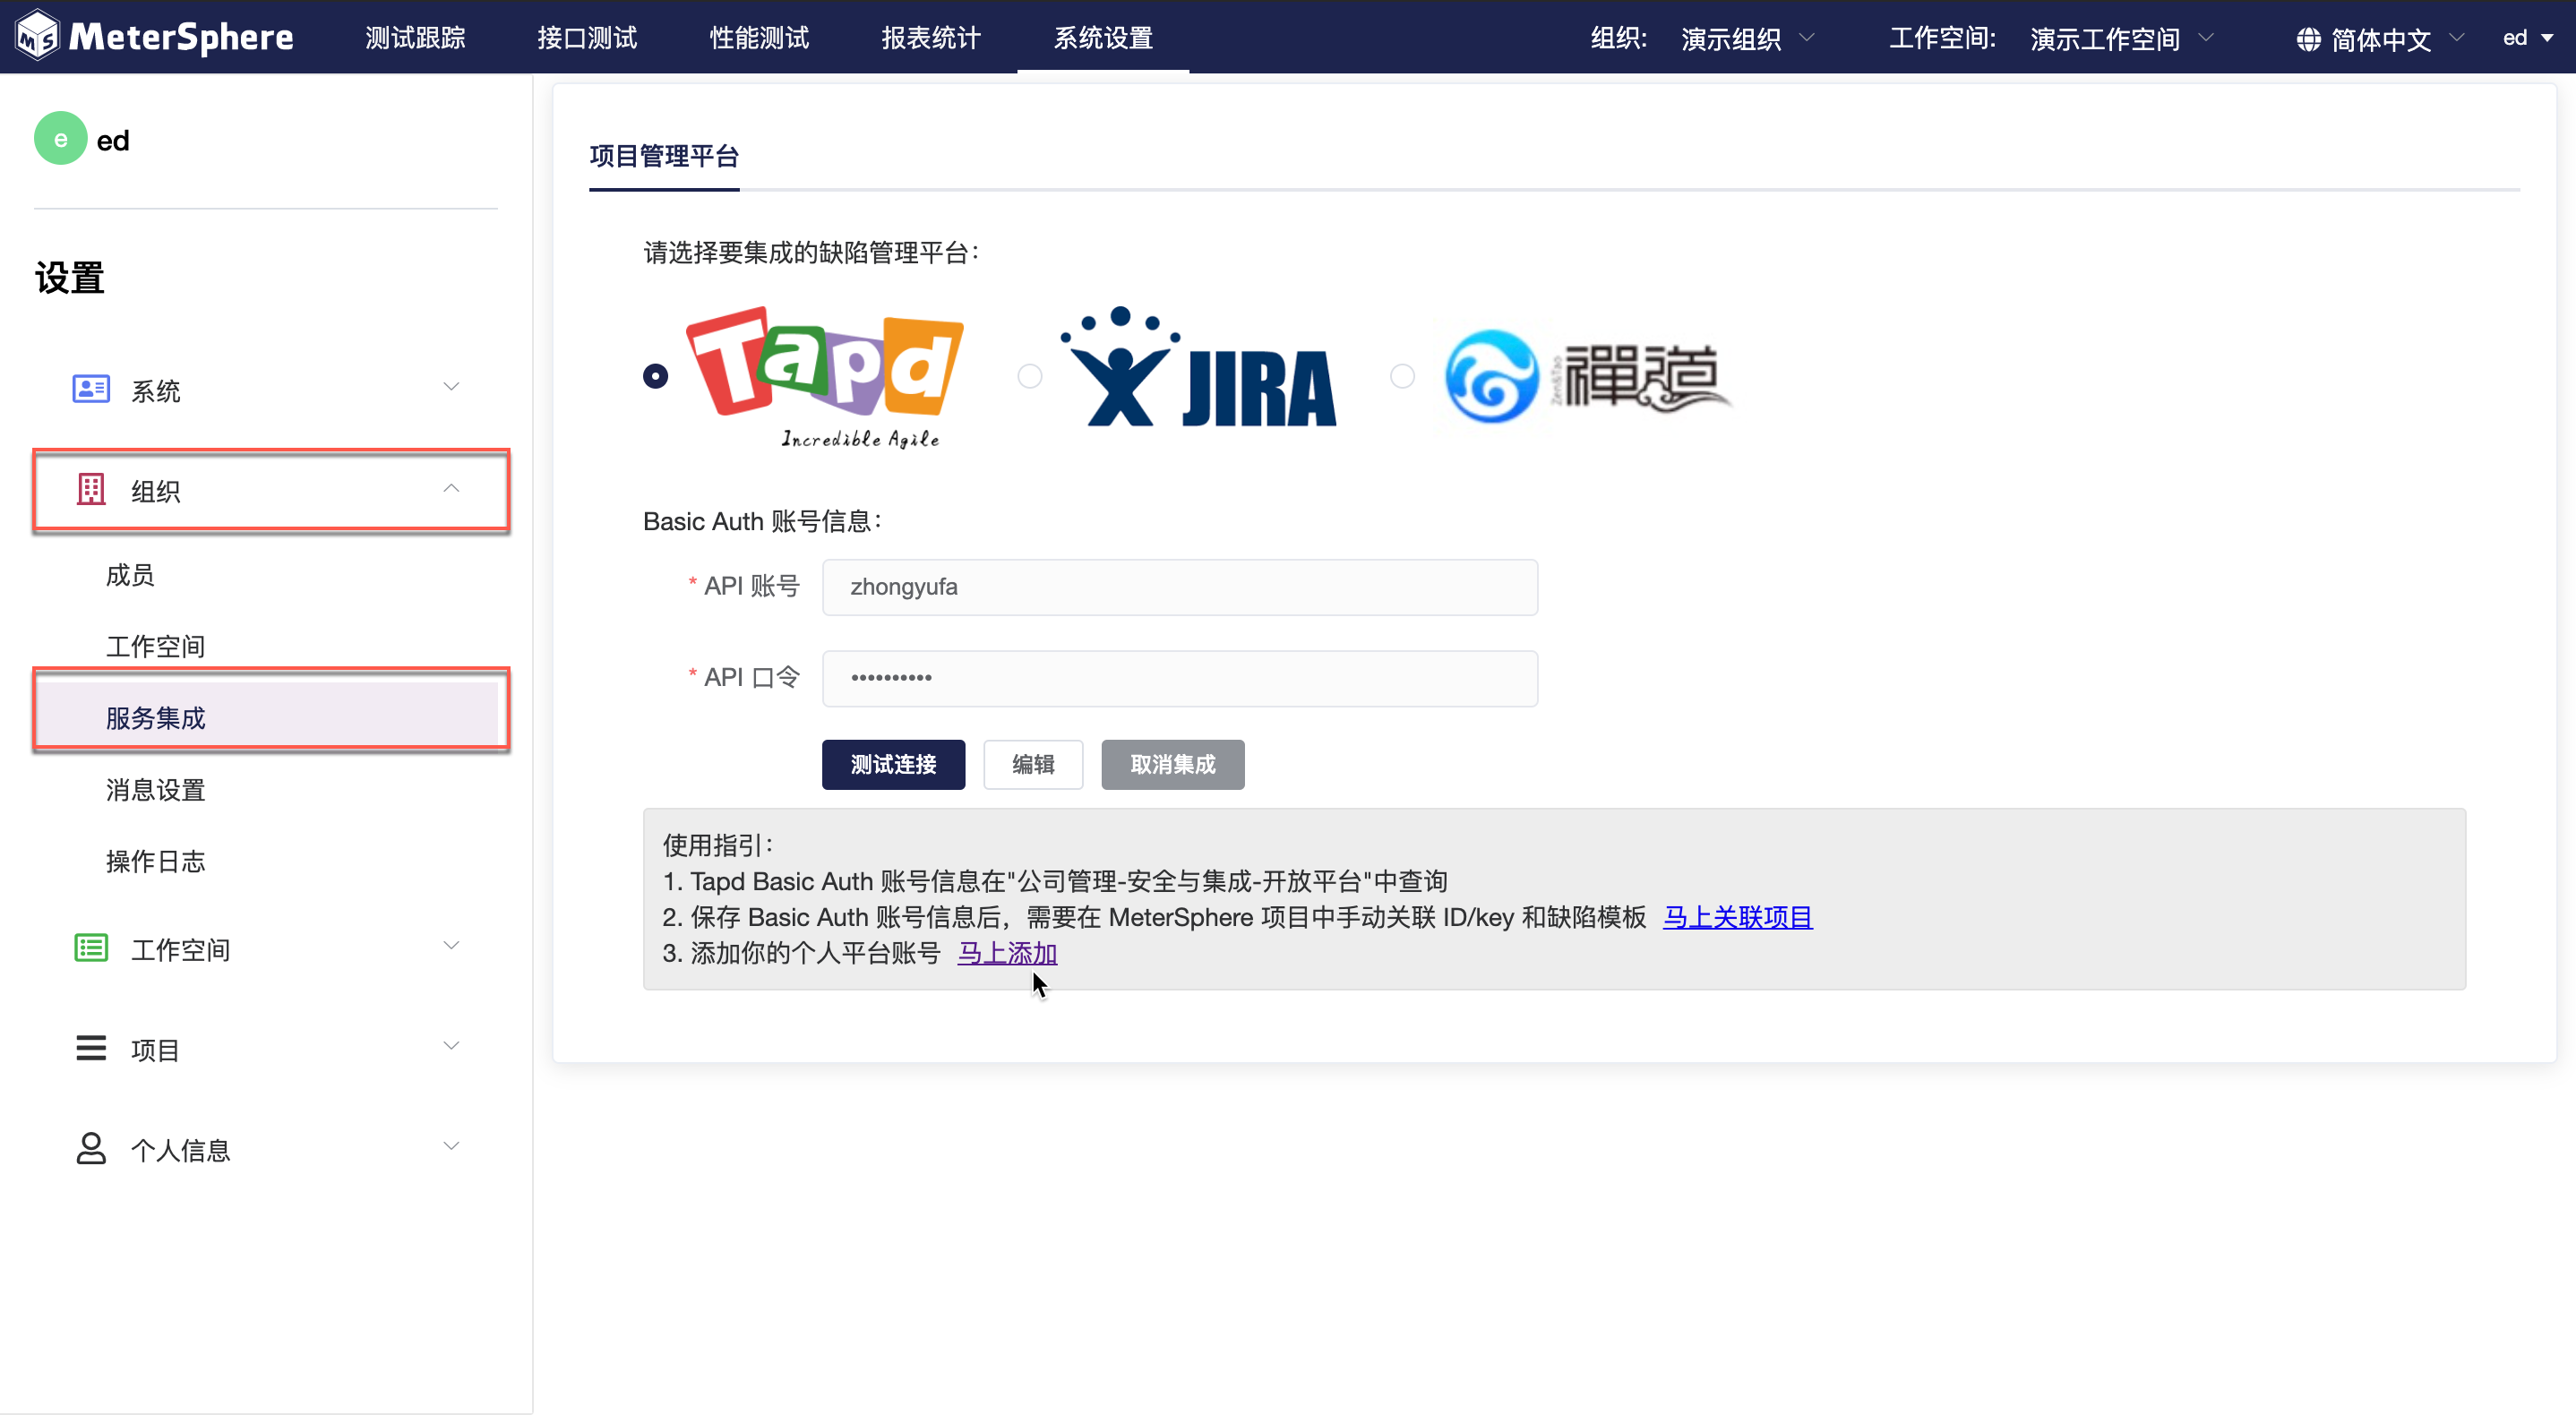 MeterSphere 测试跟踪 接口测试 性能测试 报表统计 系统设置 组织: 演示组织 工作空间: 演示工作空间 简体中文 ed
e ed
设置
系统
组织
成员
工作空间
服务集成
消息设置
操作日志
工作空间
项目
个人信息
项目管理平台
请选择要集成的缺陷管理平台:
Tapd
Incredible Agile
JIRA
Zen&Tao 禅道
Basic Auth 账号信息:
* API 账号 zhongyufa
* API 口令 ••••••••••
测试连接 编辑 取消集成
使用指引:
1. Tapd Basic Auth 账号信息在"公司管理-安全与集成-开放平台"中查询
2. 保存 Basic Auth 账号信息后，需要在 MeterSphere 项目中手动关联 ID/key 和缺陷模板 马上关联项目
3. 添加你的个人平台账号 马上添加